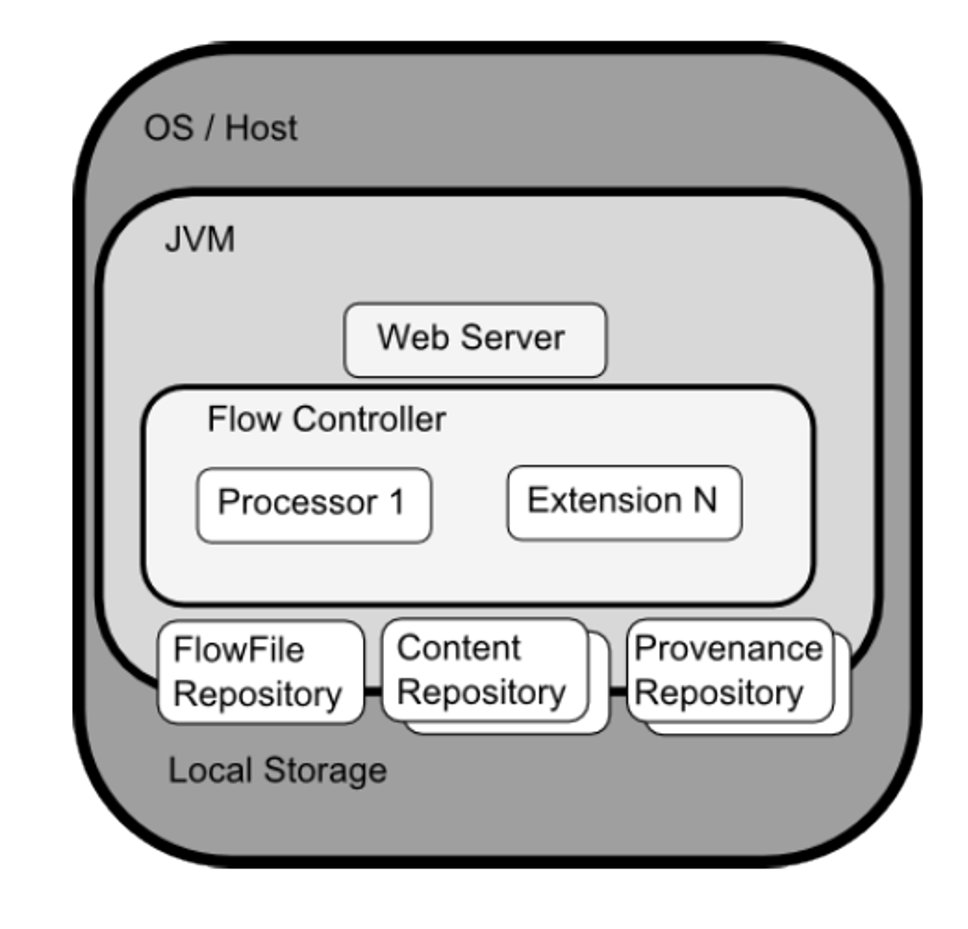 OS / Host
JVM
Web Server
Flow Controller
Processor 1
Extension N
FlowFile
Repository
Content
Repository
Provenance
Repository
Local Storage